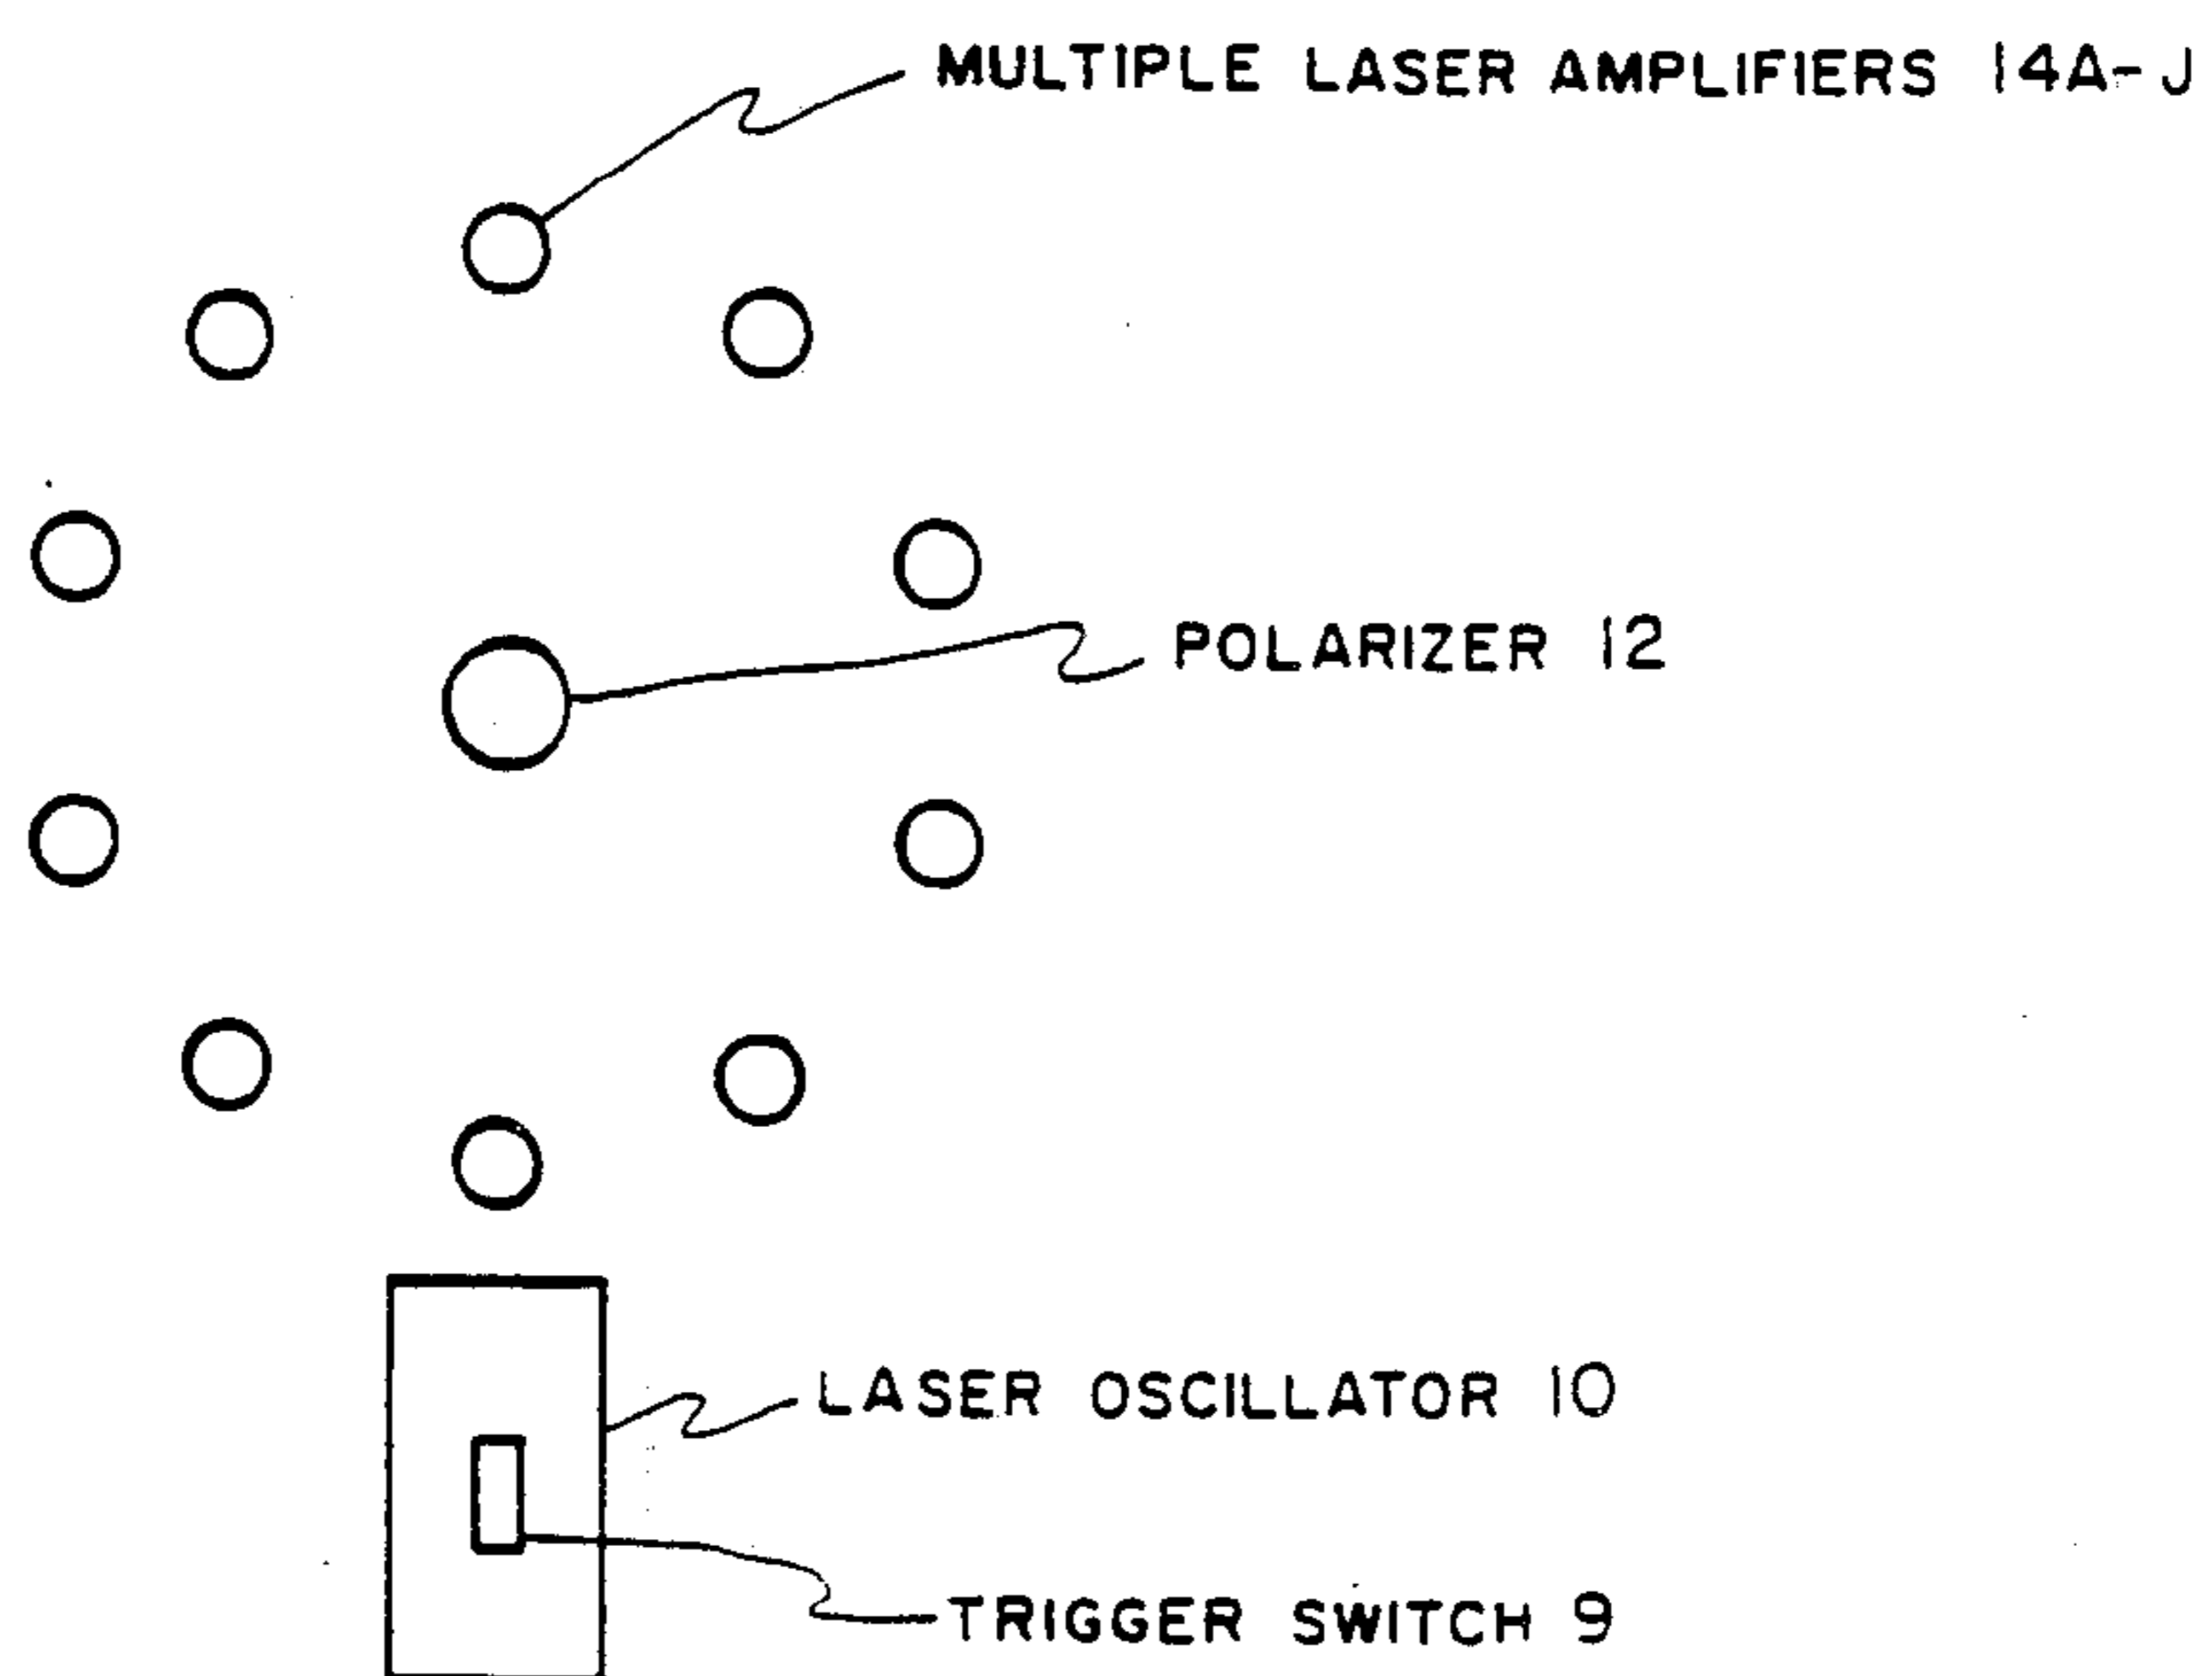 MULTIPLE LASER AMPLIFIERS 14A-J
POLARIZER 12
LASER OSCILLATOR 10
TRIGGER SWITCH 9